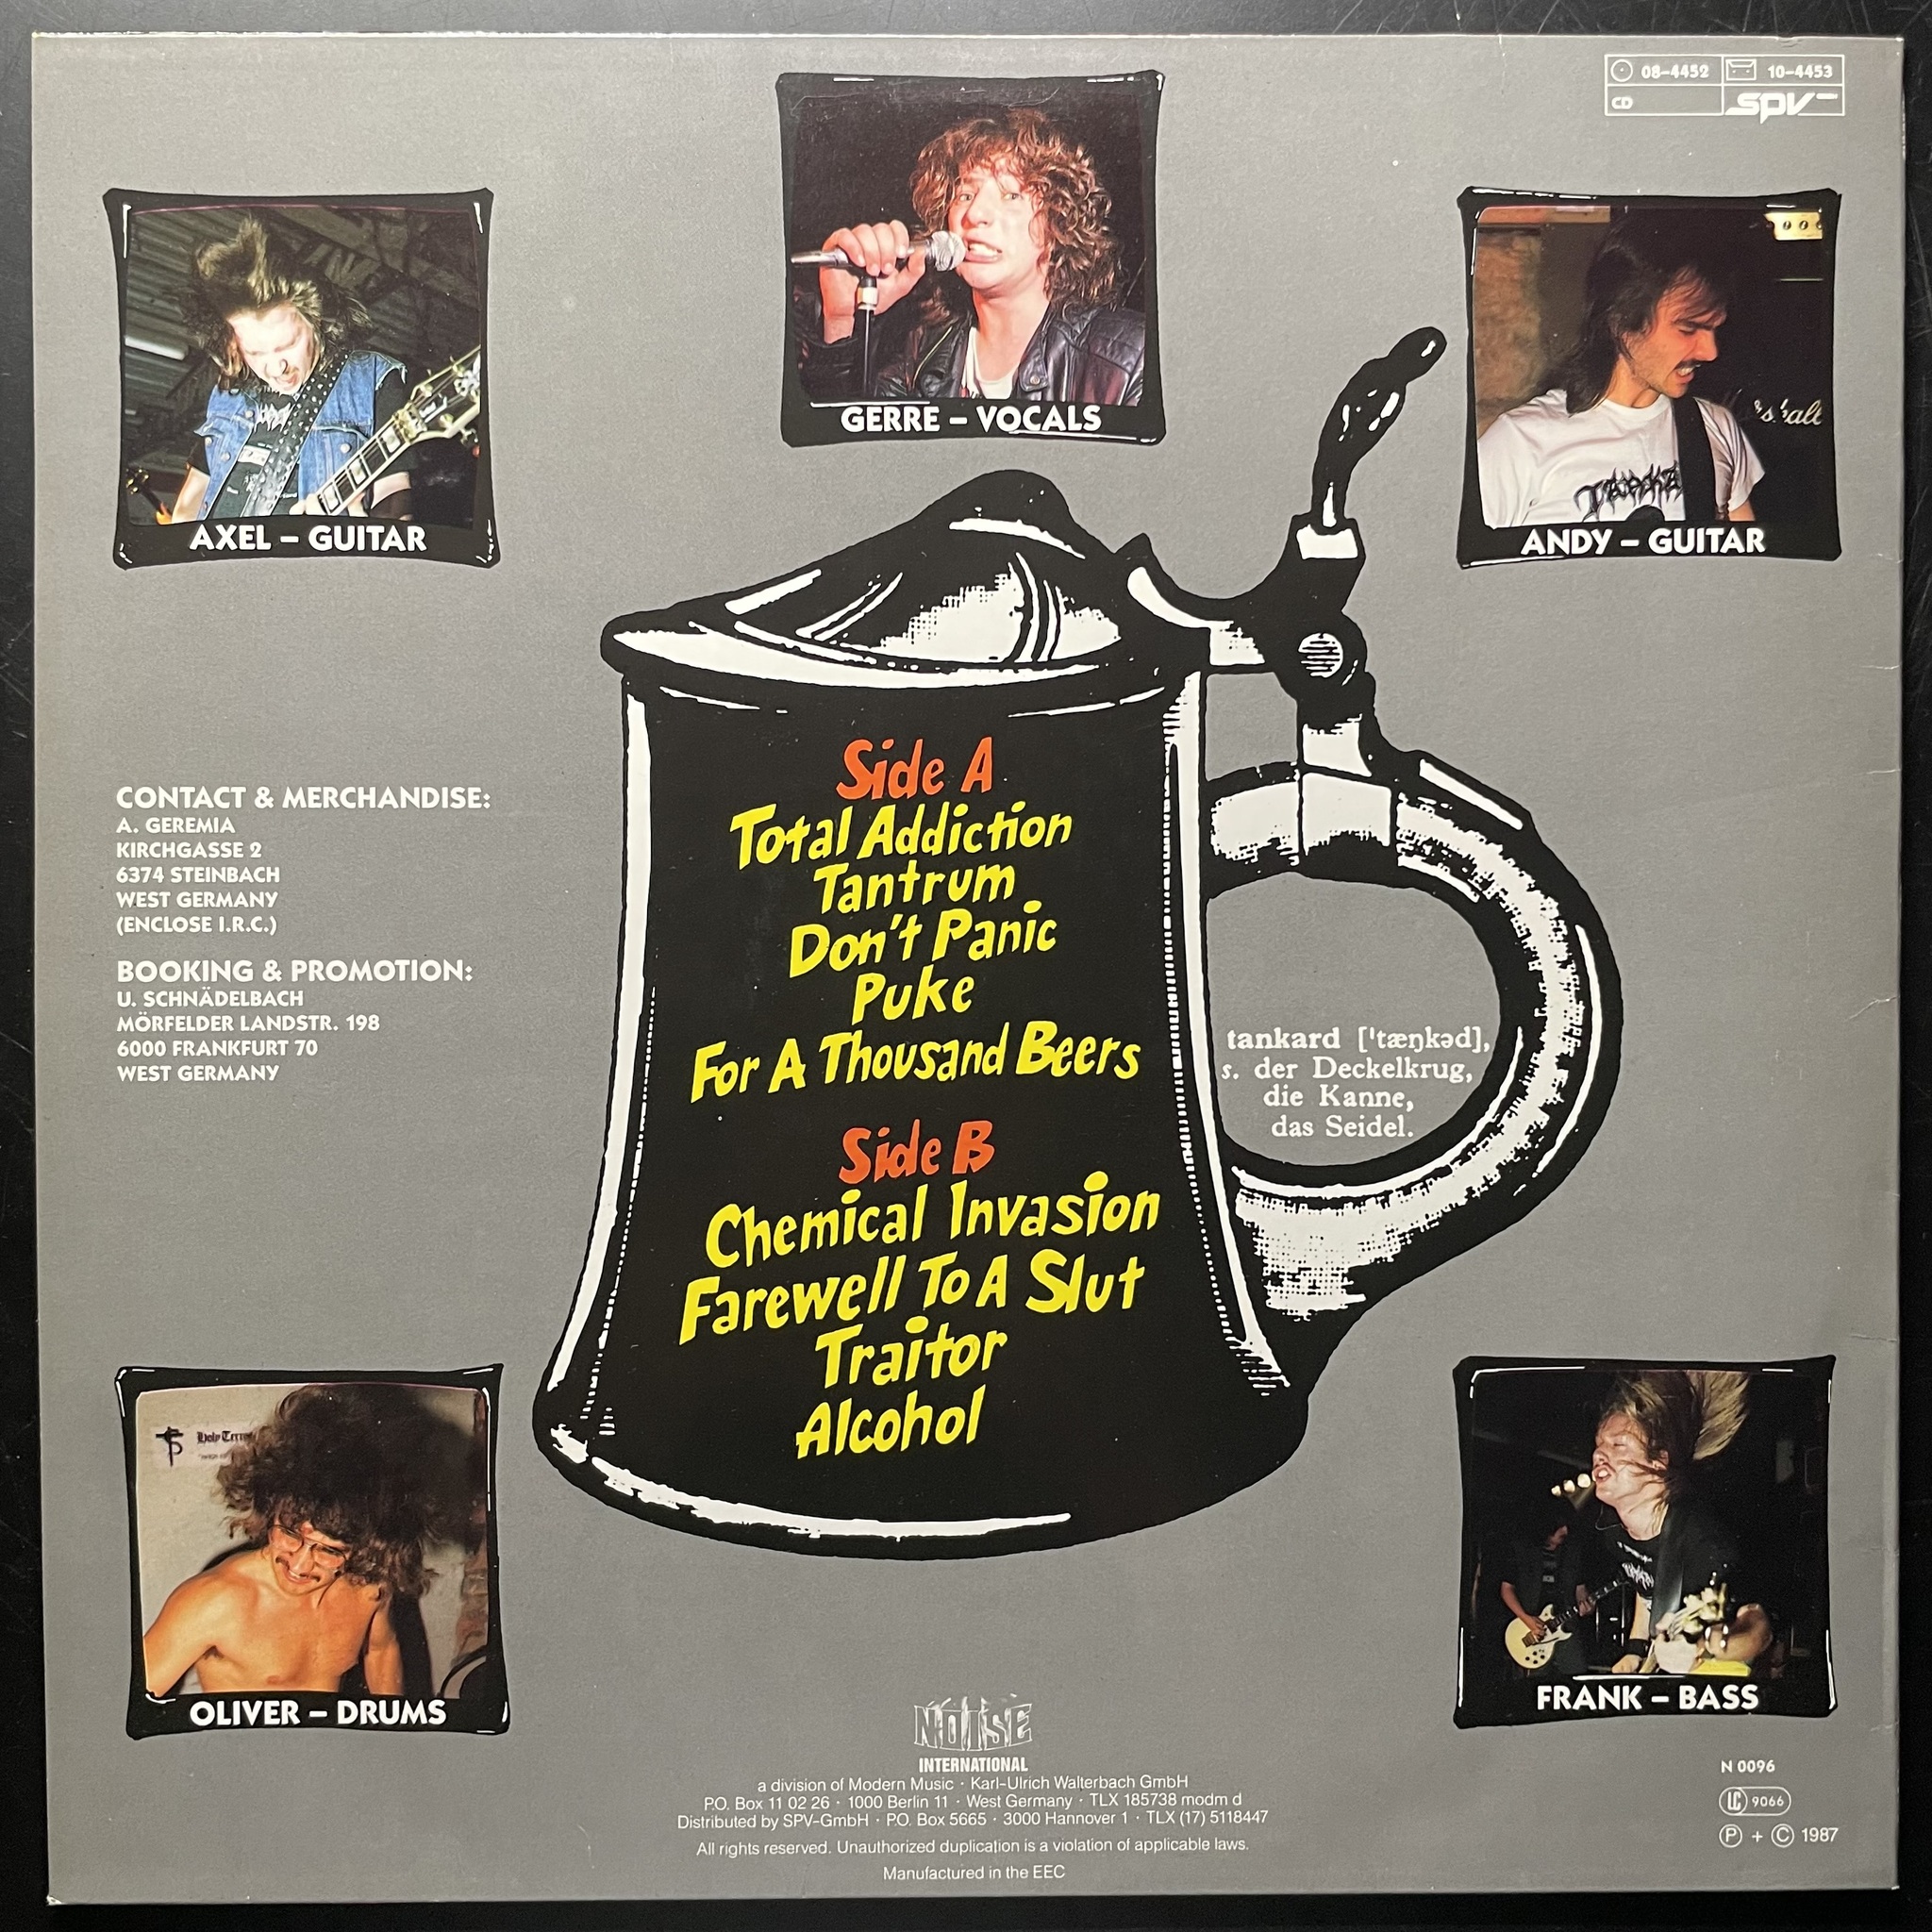 08-4452
10-4453
CD
SPV
GERRE – VOCALS
AXEL – GUITAR
ANDY – GUITAR
Side A
Total Addiction
Tantrum
Don't Panic
Puke
For A Thousand Beers
Side B
Chemical Invasion
Farewell To A Slut
Traitor
Alcohol
CONTACT & MERCHANDISE:
A. GEREMIA
KIRCHGASSE 2
6374 STEINBACH
WEST GERMANY
(ENCLOSE I.R.C.)
BOOKING & PROMOTION:
U. SCHNÄDELBACH
MÖRFELDER LANDSTR. 198
6000 FRANKFURT 70
WEST GERMANY
tankard ['tæŋkəd],
s. der Deckelkrug,
die Kanne,
das Seidel.
Holy
OLIVER – DRUMS
FRANK – BASS
NOISE
INTERNATIONAL
a division of Modern Music · Karl-Ulrich Walterbach GmbH
P.O. Box 11 02 26 · 1000 Berlin 11 · West Germany · TLX 185738 modm d
Distributed by SPV-GmbH · P.O. Box 5665 · 3000 Hannover 1 · TLX (17) 5118447
All rights reserved. Unauthorized duplication is a violation of applicable laws.
Manufactured in the EEC
N 0096
LC 9066
Ⓟ + Ⓒ 1987